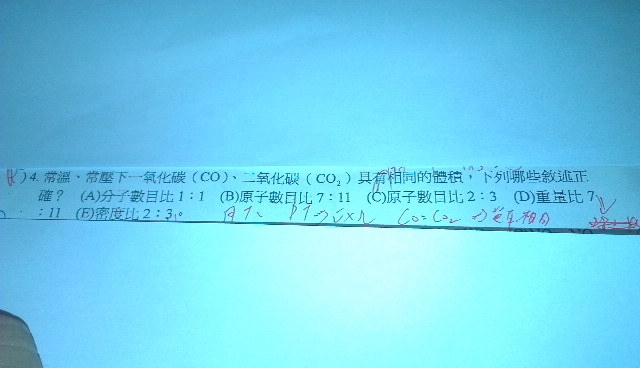 )4. 常溫、常壓下一氧化碳（CO）、二氧化碳（CO₂）具有相同的體積，下列哪些敘述正
確？ (A)分子數目比 1：1 (B)原子數目比 7：11 (C)原子數目比 2：3 (D)重量比 7
：11 (E)密度比 2：3。